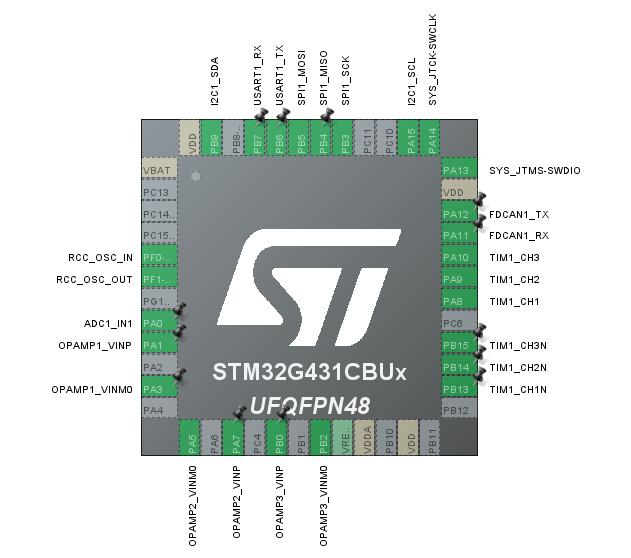 I2C1_SDA
USART1_RX
USART1_TX
SPI1_MOSI
SPI1_MISO
SPI1_SCK
I2C1_SCL
SYS_JTCK-SWCLK
VDD
PB9
PB8..
PB7
PB6
PB5
PB4
PB3
PC11
PC10
PA15
PA14
VBAT
PC13
PC14..
PC15..
RCC_OSC_IN PF0-..
RCC_OSC_OUT PF1-..
PG1...
ADC1_IN1 PA0
OPAMP1_VINP PA1
PA2
OPAMP1_VINM0 PA3
PA4
PA13 SYS_JTMS-SWDIO
VDD
PA12 FDCAN1_TX
PA11 FDCAN1_RX
PA10 TIM1_CH3
PA9 TIM1_CH2
PA8 TIM1_CH1
PC6
PB15 TIM1_CH3N
PB14 TIM1_CH2N
PB13 TIM1_CH1N
PB12
ST
STM32G431CBUx
UFQFPN48
PA5
PA6
PA7
PC4
PB0
PB1
PB2
VRE..
VDDA
PB10
VDD
PB11
OPAMP2_VINM0
OPAMP2_VINP
OPAMP3_VINP
OPAMP3_VINM0